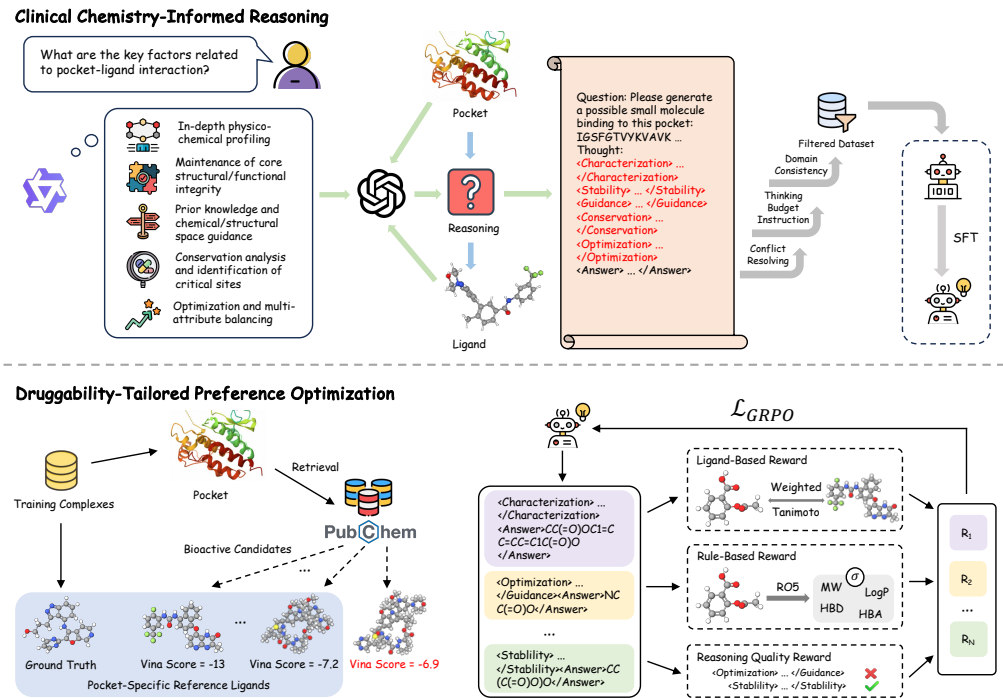 Clinical Chemistry-Informed Reasoning
What are the key factors related
to pocket-ligand interaction?
In-depth physico-
chemical profiling
Maintenance of core
structural/functional
integrity
Prior knowledge and
chemical/structural
space guidance
Conservation analysis
and identification of
critical sites
Optimization and multi-
attribute balancing
Pocket
Reasoning
Ligand
Question: Please generate
a possible small molecule
binding to this pocket:
IGSFGTVYKVAVK ...
Thought:
<Characterization> ...
</Characterization>
<Stability> ... </Stability>
<Guidance> ... </Guidance>
<Conservation> ...
</Conservation>
<Optimization> ...
</Optimization>
<Answer> ... </Answer>
Filtered Dataset
Domain
Consistency
Thinking
Budget
Instruction
Conflict
Resolving
SFT
Druggability-Tailored Preference Optimization
Training Complexes
Pocket
Retrieval
PubChem
Bioactive Candidates
...
...
Ground Truth
Vina Score = -13
Vina Score = -7.2
Vina Score = -6.9
Pocket-Specific Reference Ligands
ℒGRPO
<Characterization> ...
</Characterization>
<Answer>CC(=O)OC1=C
C=CC=C1C(=O)O
</Answer>
<Optimization> ...
</Guidance><Answer>NC
C(=O)O</Answer>
...
<Stablility> ...
</Stability><Answer>CC
(C(=O)O)O</Answer>
Ligand-Based Reward
Weighted
Tanimoto
Rule-Based Reward
RO5
σ
MW
LogP
HBD
HBA
Reasoning Quality Reward
<Optimization> ... </Guidance>
<Stability> ... </Stability>
R1
R2
...
RN